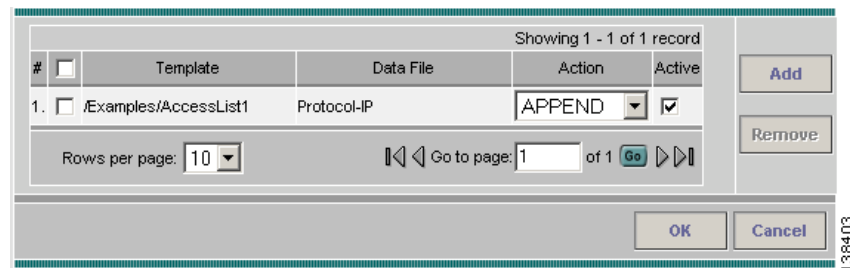 Showing 1 - 1 of 1 record
# Template Data File Action Active
1. /Examples/AccessList1 Protocol-IP APPEND
Rows per page: 10 Go to page: 1 of 1 Go
Add
Remove
OK Cancel
138403